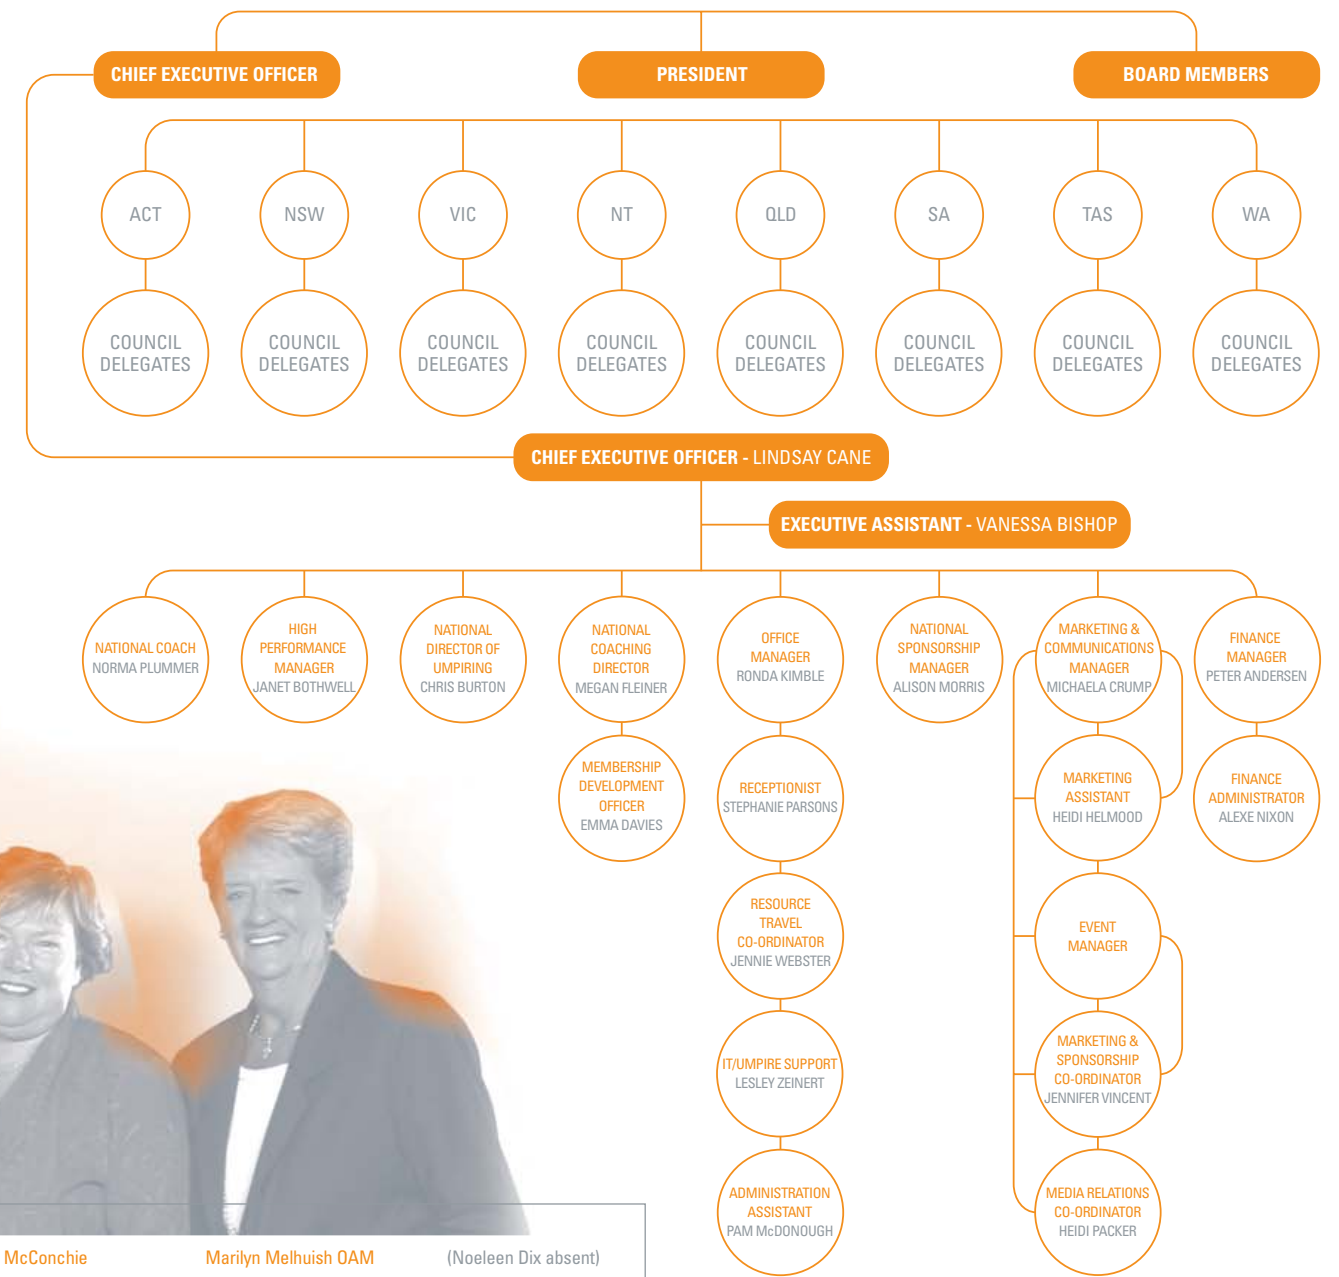 CHIEF EXECUTIVE OFFICER
PRESIDENT
BOARD MEMBERS
ACT
NSW
VIC
NT
QLD
SA
TAS
WA
COUNCIL
DELEGATES
COUNCIL
DELEGATES
COUNCIL
DELEGATES
COUNCIL
DELEGATES
COUNCIL
DELEGATES
COUNCIL
DELEGATES
COUNCIL
DELEGATES
COUNCIL
DELEGATES
CHIEF EXECUTIVE OFFICER - LINDSAY CANE
EXECUTIVE ASSISTANT - VANESSA BISHOP
NATIONAL COACH
NORMA PLUMMER
HIGH
PERFORMANCE
MANAGER
JANET BOTHWELL
NATIONAL
DIRECTOR OF
UMPIRING
CHRIS BURTON
NATIONAL
COACHING
DIRECTOR
MEGAN FLEINER
OFFICE
MANAGER
RONDA KIMBLE
NATIONAL
SPONSORSHIP
MANAGER
ALISON MORRIS
MARKETING &
COMMUNICATIONS
MANAGER
MICHAELA CRUMP
FINANCE
MANAGER
PETER ANDERSEN
MEMBERSHIP
DEVELOPMENT
OFFICER
EMMA DAVIES
RECEPTIONIST
STEPHANIE PARSONS
MARKETING
ASSISTANT
HEIDI HELMOOD
FINANCE
ADMINISTRATOR
ALEXE NIXON
RESOURCE
TRAVEL
CO-ORDINATOR
JENNIE WEBSTER
EVENT
MANAGER
IT/UMPIRE SUPPORT
LESLEY ZEINERT
MARKETING &
SPONSORSHIP
CO-ORDINATOR
JENNIFER VINCENT
ADMINISTRATION
ASSISTANT
PAM McDONOUGH
MEDIA RELATIONS
CO-ORDINATOR
HEIDI PACKER
McConchie
Marilyn Melhuish OAM
(Noeleen Dix absent)